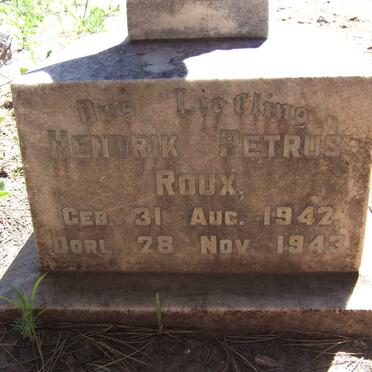 Ons Liefling
HENDRIK PETRUS
ROUX,
GEB. 31 AUG. 1942
OORL 28 NOV. 1943